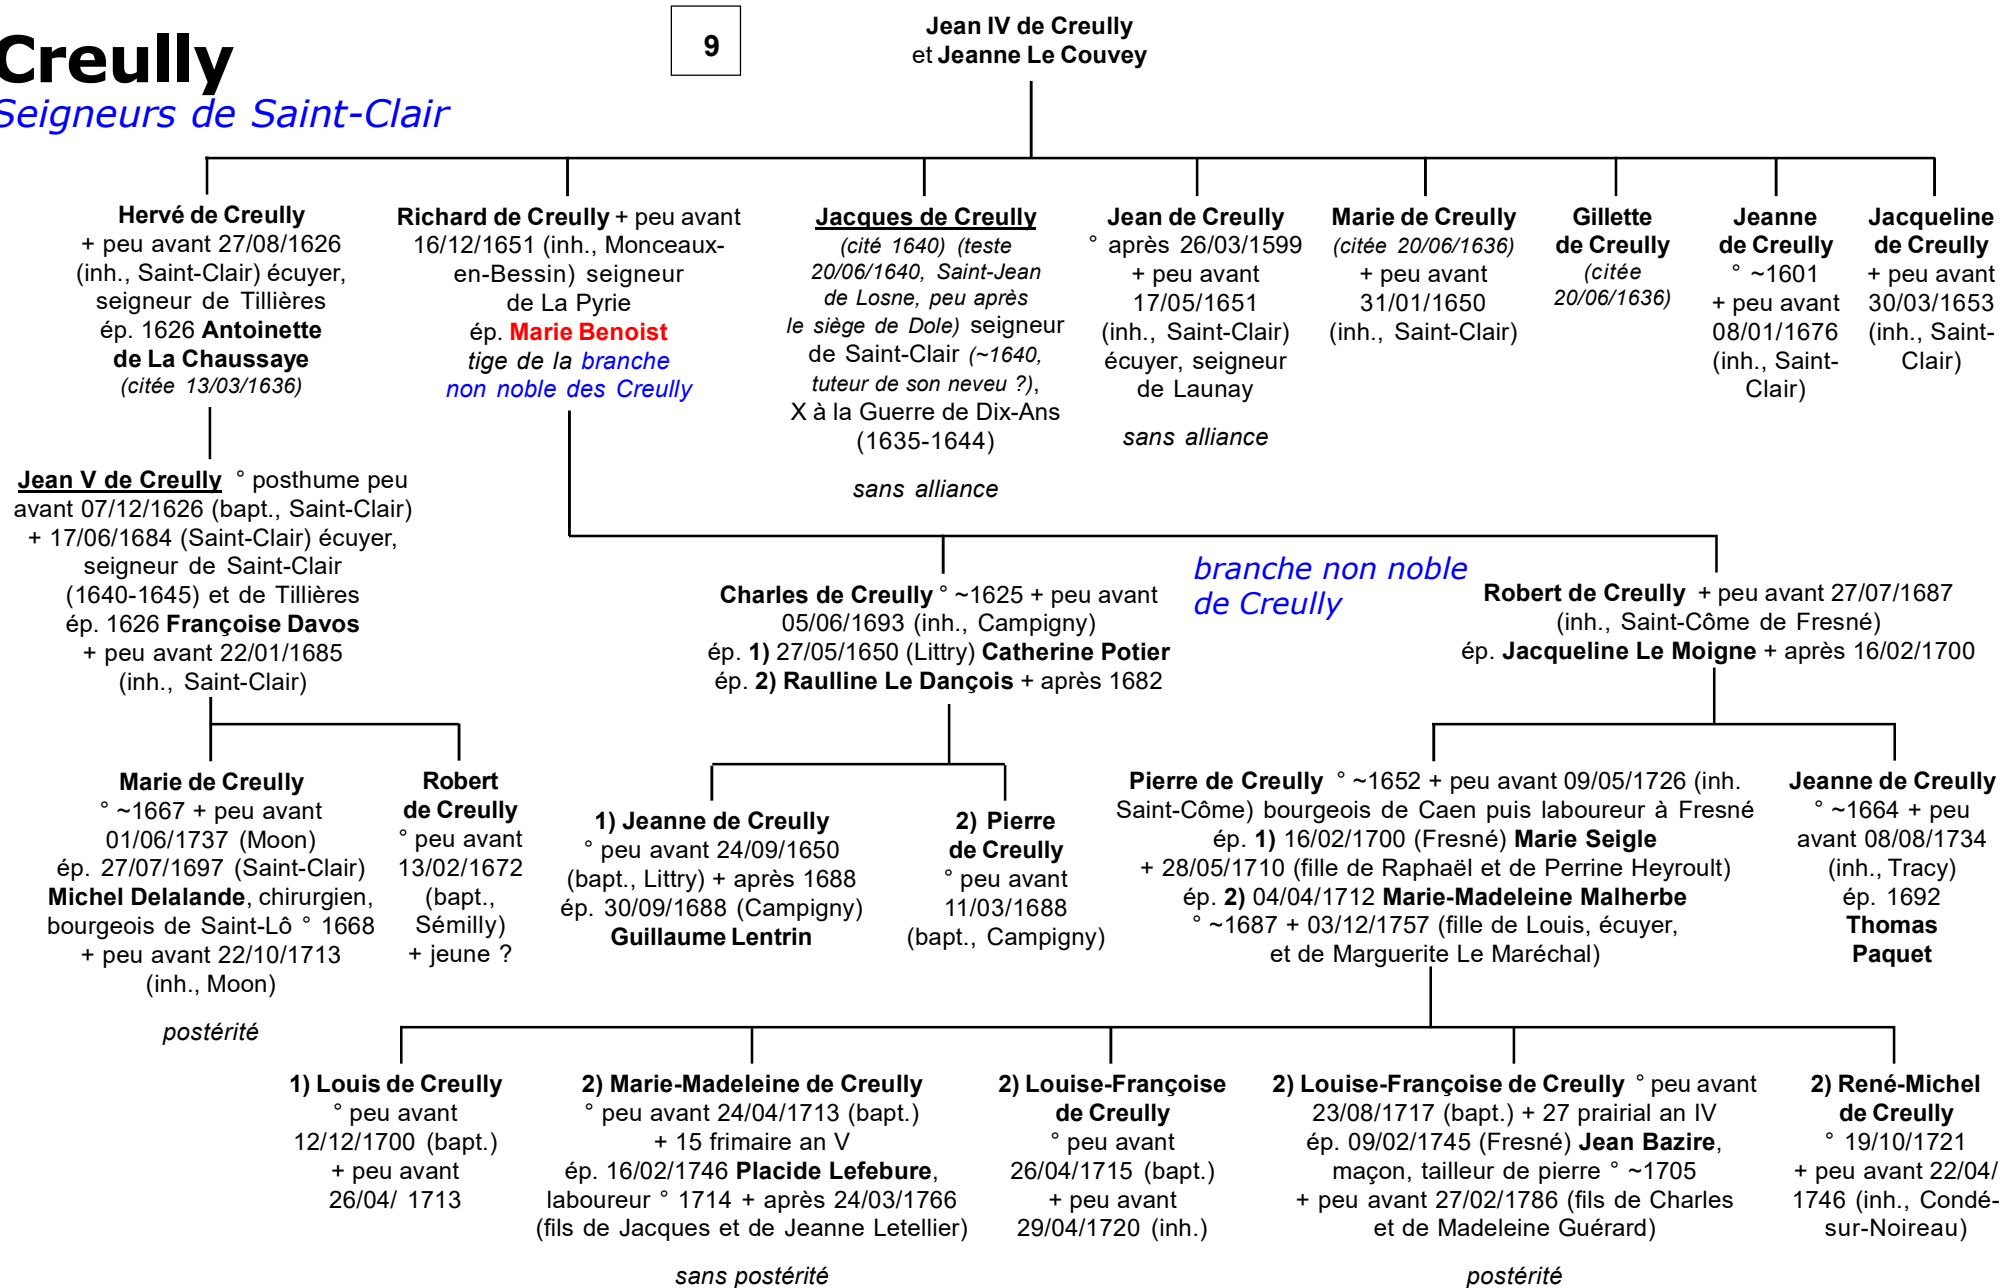 Creully
Seigneurs de Saint-Clair
9
Jean IV de Creully
et Jeanne Le Couvey
Hervé de Creully
+ peu avant 27/08/1626
(inh., Saint-Clair) écuyer,
seigneur de Tillières
ép. 1626 Antoinette
de La Chaussaye
(citée 13/03/1636)
Richard de Creully + peu avant
16/12/1651 (inh., Monceaux-
en-Bessin) seigneur
de La Pyrie
ép. Marie Benoist
tige de la branche
non noble des Creully
Jacques de Creully
(cité 1640) (teste
20/06/1640, Saint-Jean
de Losne, peu après
le siège de Dole) seigneur
de Saint-Clair (~1640,
tuteur de son neveu ?),
X à la Guerre de Dix-Ans
(1635-1644)
sans alliance
Jean de Creully
° après 26/03/1599
+ peu avant
17/05/1651
(inh., Saint-Clair)
écuyer, seigneur
de Launay
sans alliance
Marie de Creully
(citée 20/06/1636)
+ peu avant
31/01/1650
(inh., Saint-Clair)
Gillette
de Creully
(citée
20/06/1636)
Jeanne
de Creully
° ~1601
+ peu avant
08/01/1676
(inh., Saint-
Clair)
Jacqueline
de Creully
+ peu avant
30/03/1653
(inh., Saint-
Clair)
Jean V de Creully ° posthume peu
avant 07/12/1626 (bapt., Saint-Clair)
+ 17/06/1684 (Saint-Clair) écuyer,
seigneur de Saint-Clair
(1640-1645) et de Tillières
ép. 1626 Françoise Davos
+ peu avant 22/01/1685
(inh., Saint-Clair)
branche non noble
de Creully
Charles de Creully ° ~1625 + peu avant
05/06/1693 (inh., Campigny)
ép. 1) 27/05/1650 (Littry) Catherine Potier
ép. 2) Raulline Le Dançois + après 1682
Robert de Creully + peu avant 27/07/1687
(inh., Saint-Côme de Fresné)
ép. Jacqueline Le Moigne + après 16/02/1700
Marie de Creully
° ~1667 + peu avant
01/06/1737 (Moon)
ép. 27/07/1697 (Saint-Clair)
Michel Delalande, chirurgien,
bourgeois de Saint-Lô ° 1668
+ peu avant 22/10/1713
(inh., Moon)
postérité
Robert
de Creully
° peu avant
13/02/1672
(bapt.,
Sémilly)
+ jeune ?
1) Jeanne de Creully
° peu avant 24/09/1650
(bapt., Littry) + après 1688
ép. 30/09/1688 (Campigny)
Guillaume Lentrin
2) Pierre
de Creully
° peu avant
11/03/1688
(bapt., Campigny)
Pierre de Creully ° ~1652 + peu avant 09/05/1726 (inh.
Saint-Côme) bourgeois de Caen puis laboureur à Fresné
ép. 1) 16/02/1700 (Fresné) Marie Seigle
+ 28/05/1710 (fille de Raphaël et de Perrine Heyroult)
ép. 2) 04/04/1712 Marie-Madeleine Malherbe
° ~1687 + 03/12/1757 (fille de Louis, écuyer,
et de Marguerite Le Maréchal)
Jeanne de Creully
° ~1664 + peu
avant 08/08/1734
(inh., Tracy)
ép. 1692
Thomas
Paquet
1) Louis de Creully
° peu avant
12/12/1700 (bapt.)
+ peu avant
26/04/ 1713
2) Marie-Madeleine de Creully
° peu avant 24/04/1713 (bapt.)
+ 15 frimaire an V
ép. 16/02/1746 Placide Lefebure,
laboureur ° 1714 + après 24/03/1766
(fils de Jacques et de Jeanne Letellier)
sans postérité
2) Louise-Françoise
de Creully
° peu avant
26/04/1715 (bapt.)
+ peu avant
29/04/1720 (inh.)
2) Louise-Françoise de Creully ° peu avant
23/08/1717 (bapt.) + 27 prairial an IV
ép. 09/02/1745 (Fresné) Jean Bazire,
maçon, tailleur de pierre ° ~1705
+ peu avant 27/02/1786 (fils de Charles
et de Madeleine Guérard)
postérité
2) René-Michel
de Creully
° 19/10/1721
+ peu avant 22/04/
1746 (inh., Condé-
sur-Noireau)